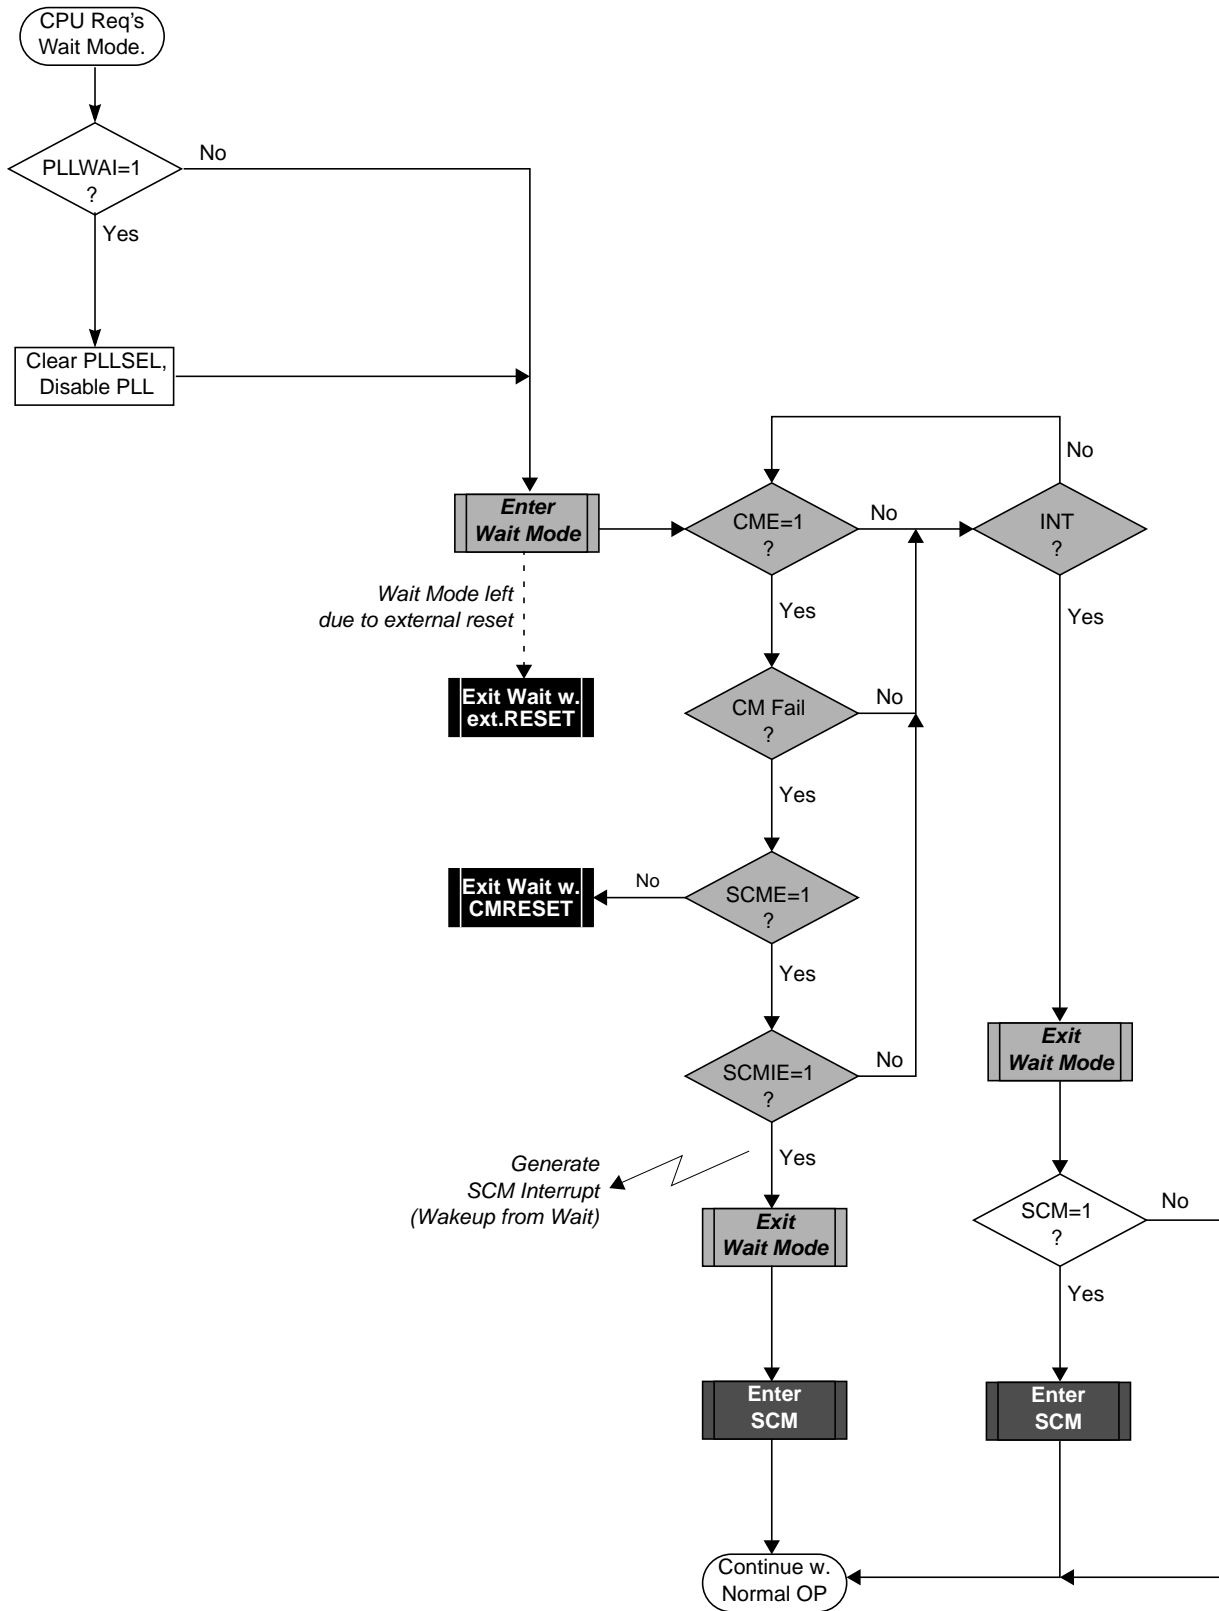 CPU Req's
Wait Mode.
PLLWAI=1
?
No
Yes
Clear PLLSEL,
Disable PLL
No
Enter
Wait Mode
CME=1
?
No
INT
?
Wait Mode left
due to external reset
Yes
Yes
Exit Wait w.
ext.RESET
CM Fail
?
No
Yes
Exit Wait w.
CMRESET
No
SCME=1
?
Yes
Exit
Wait Mode
SCMIE=1
?
No
Generate
SCM Interrupt
(Wakeup from Wait)
Yes
Exit
Wait Mode
SCM=1
?
No
Yes
Enter
SCM
Enter
SCM
Continue w.
Normal OP